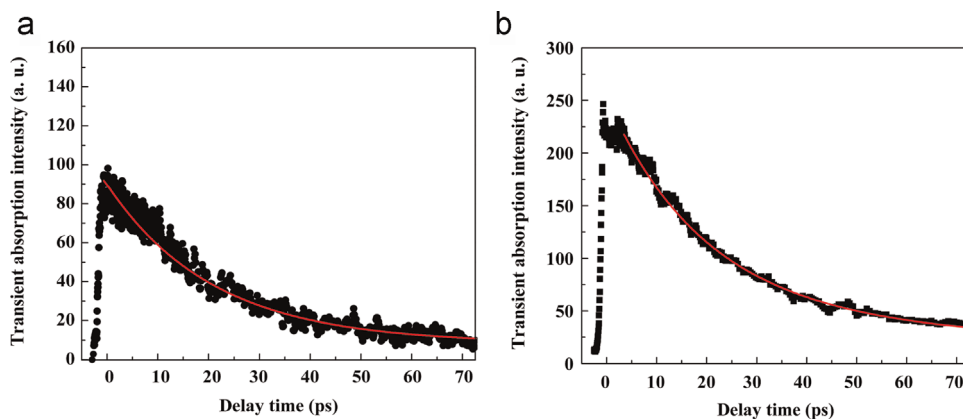 a
Transient absorption intensity (a. u.)
160
140
120
100
80
60
40
20
0
0 10 20 30 40 50 60 70
Delay time (ps)
b
Transient absorption intensity (a. u.)
300
250
200
150
100
50
0
0 10 20 30 40 50 60 70
Delay time (ps)